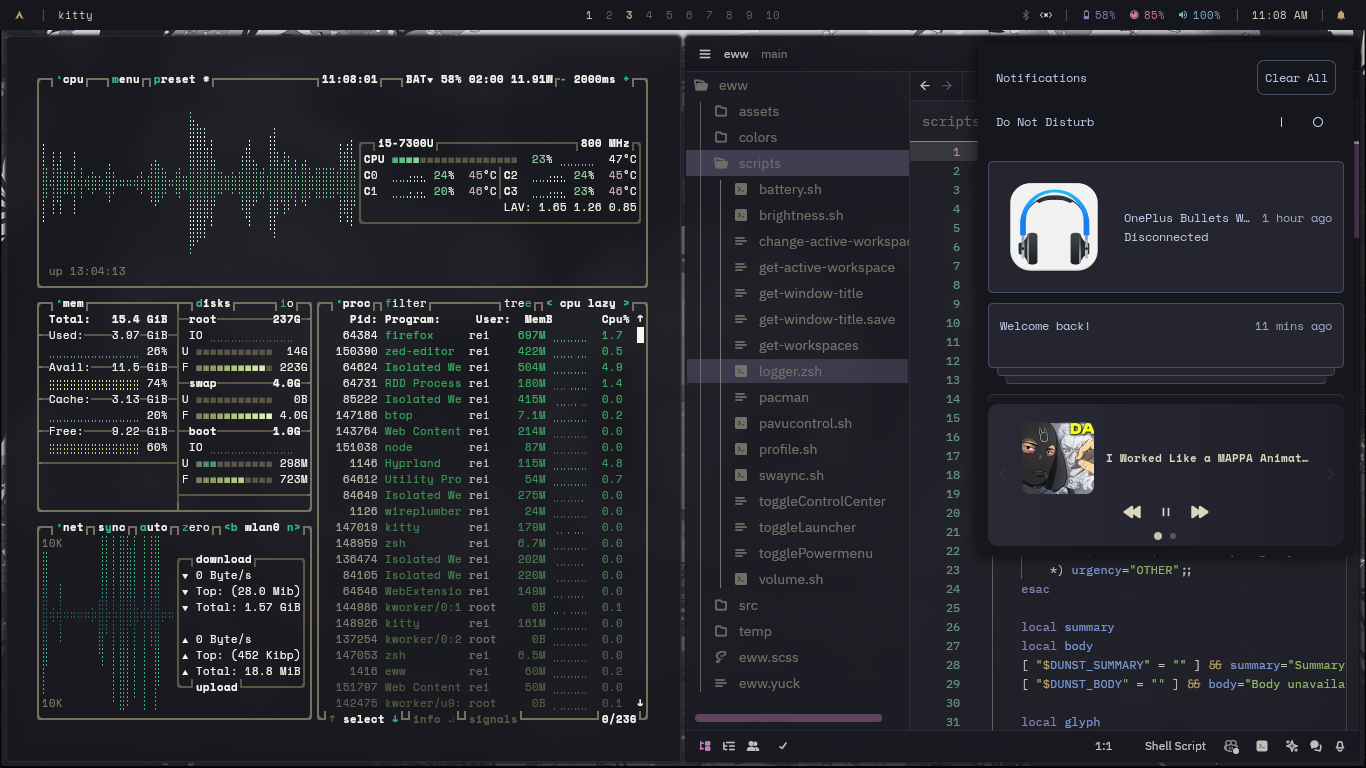 kitty
1 2 3 4 5 6 7 8 9 10
58% 85% 100% 11:08 AM
¹cpu menu preset * 11:08:01 BAT▼ 58% 02:00 11.91W - 2000ms +
i5-7300U 800 MHz
CPU 23% 47°C
C0 24% 45°C C2 24% 45°C
C1 20% 46°C C3 23% 46°C
LAV: 1.65 1.26 0.85
up 13:04:13
²mem disks io
Total: 15.4 GiB
Used: 3.97 GiB
26%
Avail: 11.5 GiB
74%
Cache: 3.13 GiB
20%
Free: 9.22 GiB
60%
root 237G
IO
U 14G
F 223G
swap 4.0G
U 0B
F 4.0G
boot 1.0G
IO
U 298M
F 723M
³net sync auto zero <b wlan0 n>
10K
download
▼ 0 Byte/s
▼ Top: (28.0 Mib)
▼ Total: 1.57 GiB
▲ 0 Byte/s
▲ Top: (452 Kibp)
▲ Total: 18.8 MiB
upload
10K
⁴proc filter tree < cpu lazy >
Pid: Program: User: MemB Cpu% ↑
64384 firefox rei 697M 1.7
150390 zed-editor rei 422M 0.5
64624 Isolated We rei 504M 4.9
64731 RDD Process rei 180M 1.4
85222 Isolated We rei 415M 0.0
147186 btop rei 7.1M 0.2
143766 Web Content rei 214M 0.0
151038 node rei 87M 0.0
1146 Hyprland rei 115M 4.8
64612 Utility Pro rei 54M 0.7
84649 Isolated We rei 275M 0.0
1126 wireplumber rei 24M 0.0
147019 kitty rei 179M 0.0
148959 zsh rei 6.7M 0.0
136474 Isolated We rei 202M 0.0
84105 Isolated We rei 220M 0.0
64546 WebExtensio rei 149M 0.0
144986 kworker/0:1 root 0B 0.1
148926 kitty rei 161M 0.0
137254 kworker/0:2 root 0B 0.0
147053 zsh rei 6.5M 0.0
1416 eww rei 60M 0.2
151797 Web Content rei 50M 0.0
142475 kworker/u9: root 0B 0.1 ↓
↑ select ↓ info signals 0/236
eww main
eww
assets
colors
scripts
battery.sh
brightness.sh
change-active-workspac
get-active-workspace
get-window-title
get-window-title.save
get-workspaces
logger.zsh
pacman
pavucontrol.sh
profile.sh
swaync.sh
toggleControlCenter
toggleLauncher
togglePowermenu
volume.sh
src
temp
eww.scss
eww.yuck
scripts
1
2
3
4
5
6
7
8
9
10
11
12
13
14
15
16
17
18
19
20
21
22
23 *) urgency="OTHER";;
24 esac
25
26 local summary
27 local body
28 [ "$DUNST_SUMMARY" = "" ] && summary="Summary
29 [ "$DUNST_BODY" = "" ] && body="Body unavaila
30
31 local glyph
Notifications Clear All
Do Not Disturb
OnePlus Bullets W… 1 hour ago
Disconnected
Welcome back! 11 mins ago
DA
I Worked Like a MAPPA Animat…
1:1 Shell Script